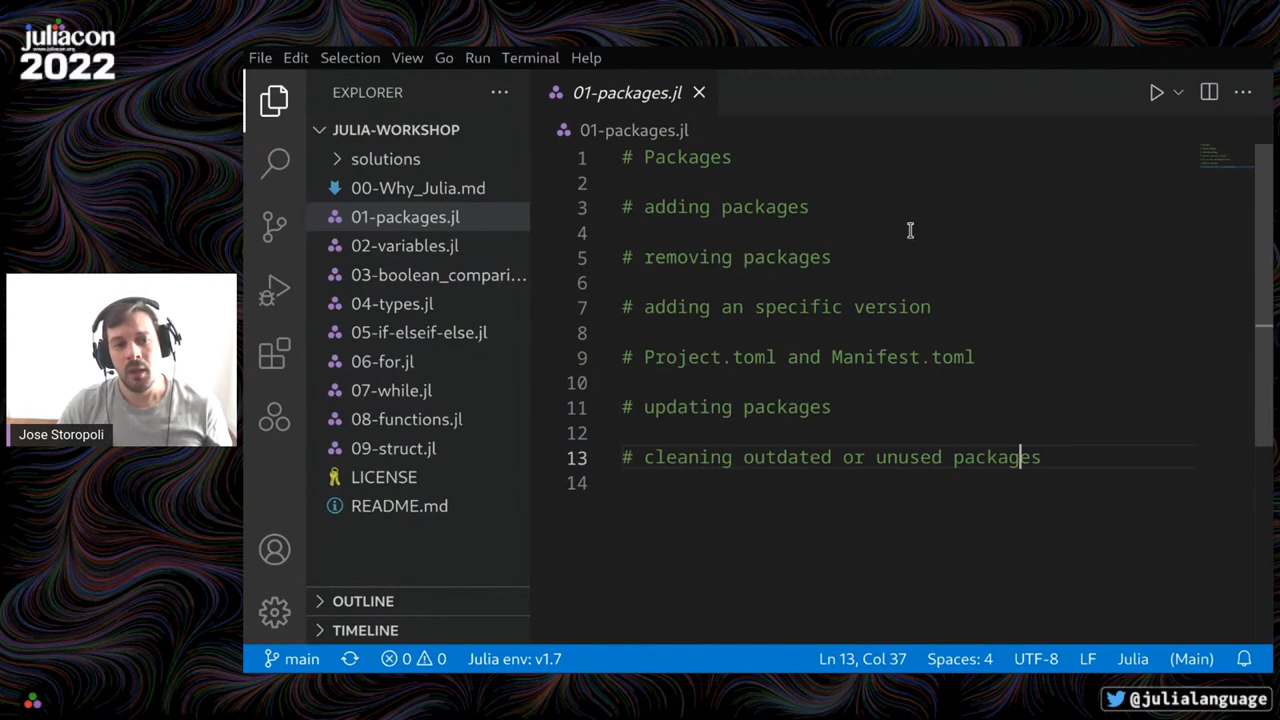 juliacon
www.juliacon.org
2022
File Edit Selection View Go Run Terminal Help
EXPLORER
JULIA-WORKSHOP
solutions
00-Why_Julia.md
01-packages.jl
02-variables.jl
03-boolean_compari...
04-types.jl
05-if-elseif-else.jl
06-for.jl
07-while.jl
08-functions.jl
09-struct.jl
LICENSE
README.md
OUTLINE
TIMELINE
01-packages.jl
01-packages.jl
1 # Packages
2
3 # adding packages
4
5 # removing packages
6
7 # adding an specific version
8
9 # Project.toml and Manifest.toml
10
11 # updating packages
12
13 # cleaning outdated or unused packages
14
Jose Storopoli
main 0 0 Julia env: v1.7 Ln 13, Col 37 Spaces: 4 UTF-8 LF Julia (Main)
@julialanguage